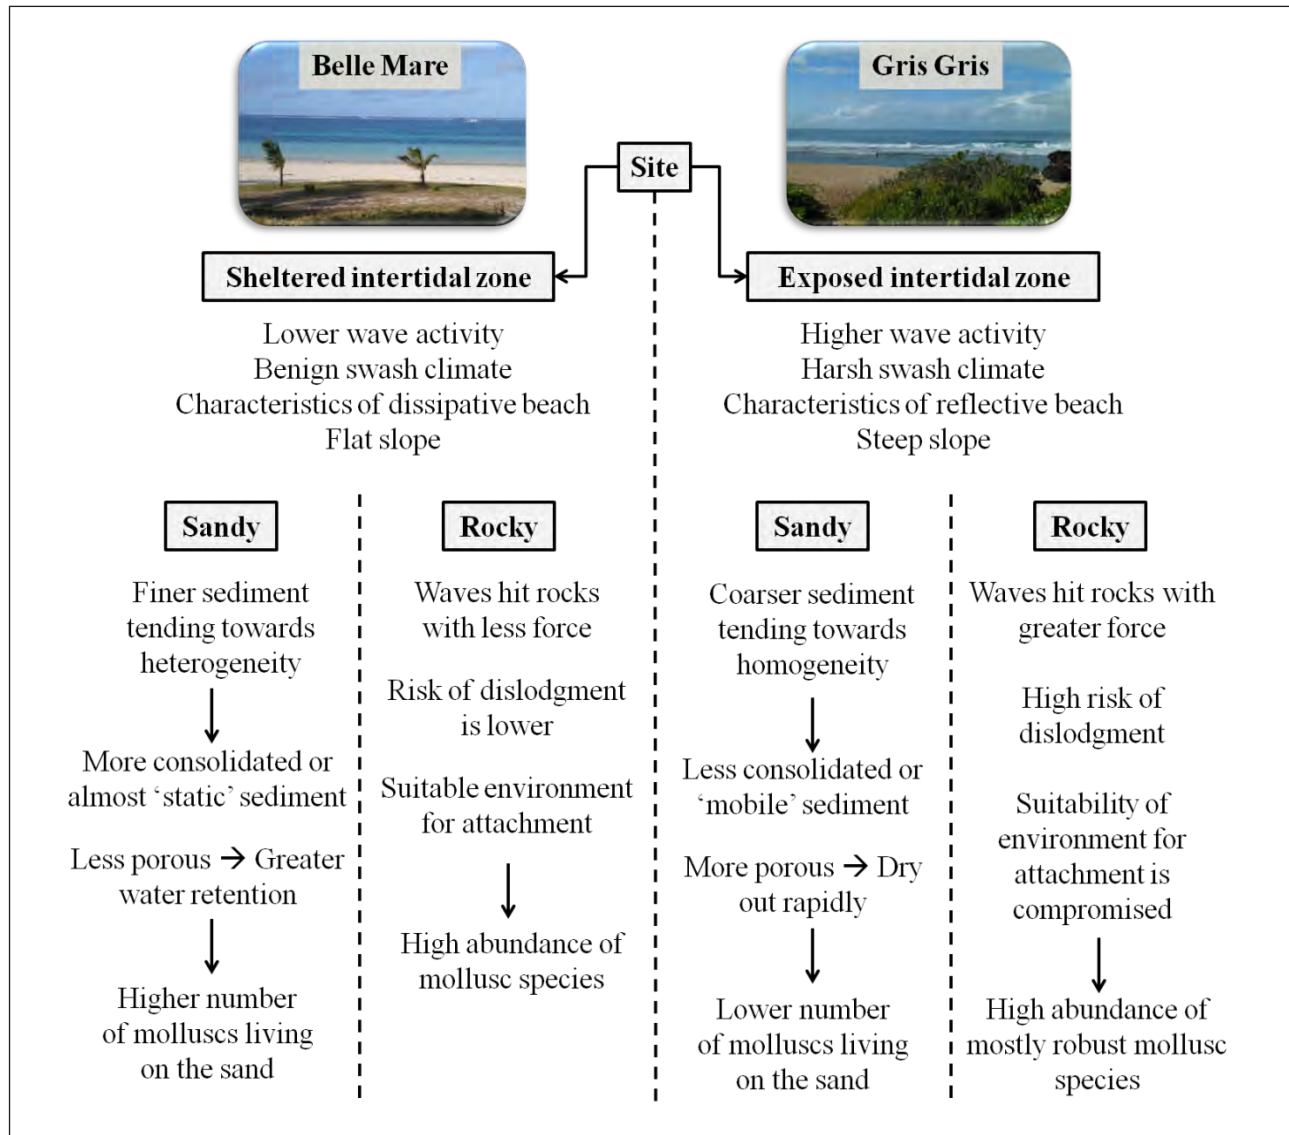 Belle Mare
Gris Gris
Site
Sheltered intertidal zone
Exposed intertidal zone
Lower wave activity
Benign swash climate
Characteristics of dissipative beach
Flat slope
Higher wave activity
Harsh swash climate
Characteristics of reflective beach
Steep slope
Sandy
Finer sediment
tending towards
heterogeneity
More consolidated or
almost ‘static’ sediment
Less porous → Greater
water retention
Higher number
of molluscs living
on the sand
Rocky
Waves hit rocks
with less force
Risk of dislodgment
is lower
Suitable environment
for attachment
High abundance of
mollusc species
Sandy
Coarser sediment
tending towards
homogeneity
Less consolidated or
‘mobile’ sediment
More porous → Dry
out rapidly
Lower number
of molluscs living
on the sand
Rocky
Waves hit rocks with
greater force
High risk of
dislodgment
Suitability of
environment for
attachment is
compromised
High abundance of
mostly robust mollusc
species